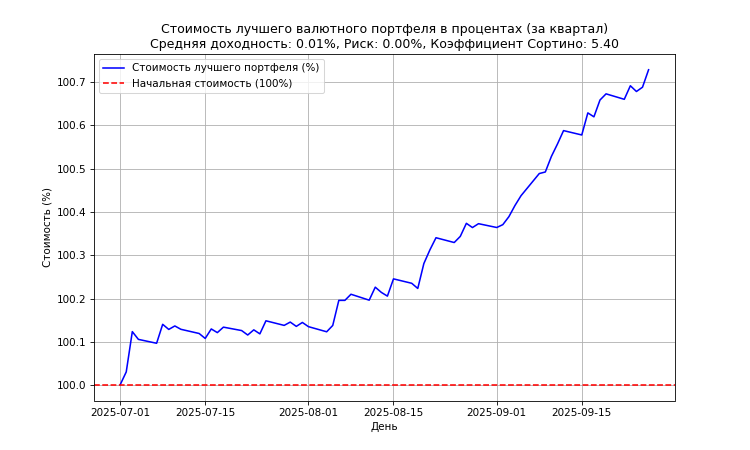 Стоимость лучшего валютного портфеля в процентах (за квартал)
Средняя доходность: 0.01%, Риск: 0.00%, Коэффициент Сортино: 5.40
Стоимость лучшего портфеля (%)
Начальная стоимость (100%)
Стоимость (%)
100.7
100.6
100.5
100.4
100.3
100.2
100.1
100.0
2025-07-01 2025-07-15 2025-08-01 2025-08-15 2025-09-01 2025-09-15
День